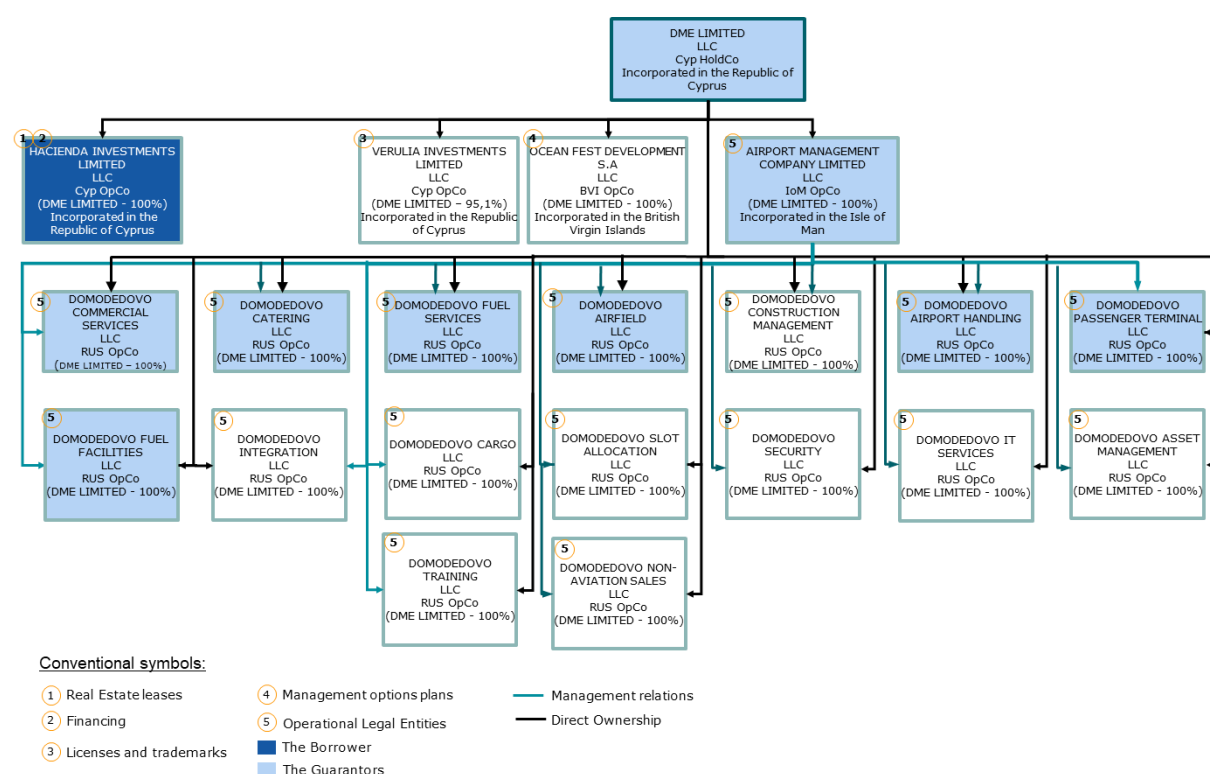 DME LIMITED
LLC
Cyp HoldCo
Incorporated in the Republic of
Cyprus
1 2
HACIENDA INVESTMENTS
LIMITED
LLC
Cyp OpCo
(DME LIMITED - 100%)
Incorporated in the
Republic of Cyprus
3
VERULIA INVESTMENTS
LIMITED
LLC
Cyp OpCo
(DME LIMITED – 95,1%)
Incorporated in the Republic
of Cyprus
4
OCEAN FEST DEVELOPMENT
S.A
LLC
BVI OpCo
(DME LIMITED - 100%)
Incorporated in the British
Virgin Islands
5
AIRPORT MANAGEMENT
COMPANY LIMITED
LLC
IoM OpCo
(DME LIMITED - 100%)
Incorporated in the Isle of
Man
5
DOMODEDOVO
COMMERCIAL SERVICES
LLC
RUS OpCo
(DME LIMITED – 100%)
5
DOMODEDOVO
CATERING
LLC
RUS OpCo
(DME LIMITED - 100%)
5
DOMODEDOVO FUEL
SERVICES
LLC
RUS OpCo
(DME LIMITED - 100%)
5
DOMODEDOVO
AIRFIELD
LLC
RUS OpCo
(DME LIMITED - 100%)
5
DOMODEDOVO
CONSTRUCTION
MANAGEMENT
LLC
RUS OpCo
(DME LIMITED - 100%)
5
DOMODEDOVO
AIRPORT HANDLING
LLC
RUS OpCo
(DME LIMITED - 100%)
5
DOMODEDOVO
PASSENGER TERMINAL
LLC
RUS OpCo
(DME LIMITED - 100%)
5
DOMODEDOVO FUEL
FACILITIES
LLC
RUS OpCo
(DME LIMITED - 100%)
5
DOMODEDOVO
INTEGRATION
LLC
RUS OpCo
(DME LIMITED - 100%)
5
DOMODEDOVO CARGO
LLC
RUS OpCo
(DME LIMITED - 100%)
5
DOMODEDOVO SLOT
ALLOCATION
LLC
RUS OpCo
(DME LIMITED - 100%)
5
DOMODEDOVO
SECURITY
LLC
RUS OpCo
(DME LIMITED - 100%)
5
DOMODEDOVO IT
SERVICES
LLC
RUS OpCo
(DME LIMITED - 100%)
5
DOMODEDOVO ASSET
MANAGEMENT
LLC
RUS OpCo
(DME LIMITED - 100%)
5
DOMODEDOVO
TRAINING
LLC
RUS OpCo
(DME LIMITED - 100%)
5
DOMODEDOVO NON-
AVIATION SALES
LLC
RUS OpCo
(DME LIMITED - 100%)
Conventional symbols:
1 Real Estate leases
2 Financing
3 Licenses and trademarks
4 Management options plans
5 Operational Legal Entities
The Borrower
The Guarantors
Management relations
Direct Ownership